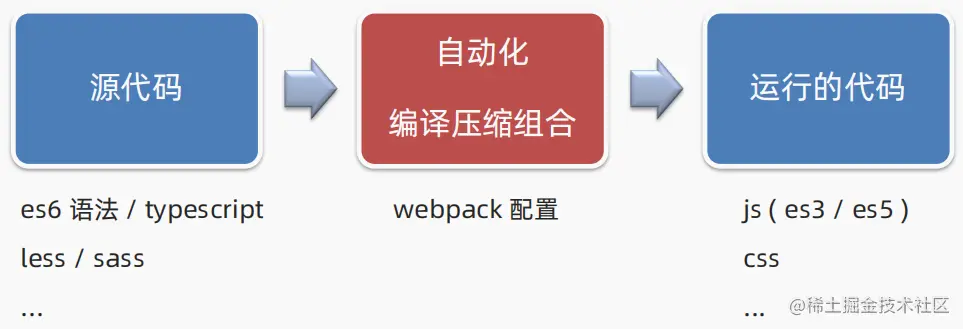 源代码
自动化
编译压缩组合
运行的代码
es6 语法 / typescript
less / sass
...
webpack 配置
js ( es3 / es5 )
css
...
@稀土掘金技术社区